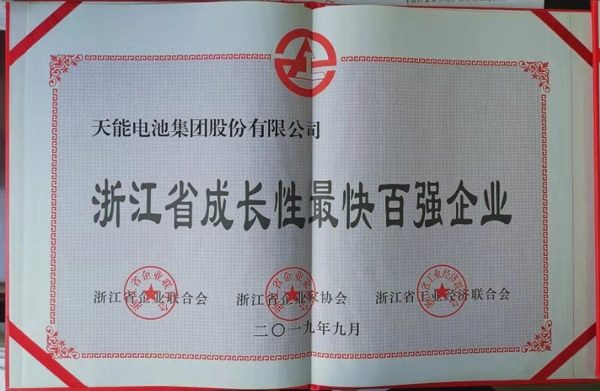 天能电池集团股份有限公司
浙江省成长性最快百强企业
浙江省企业联合会 浙江省企业家协会 浙江省工业经济联合会
二〇一九年九月